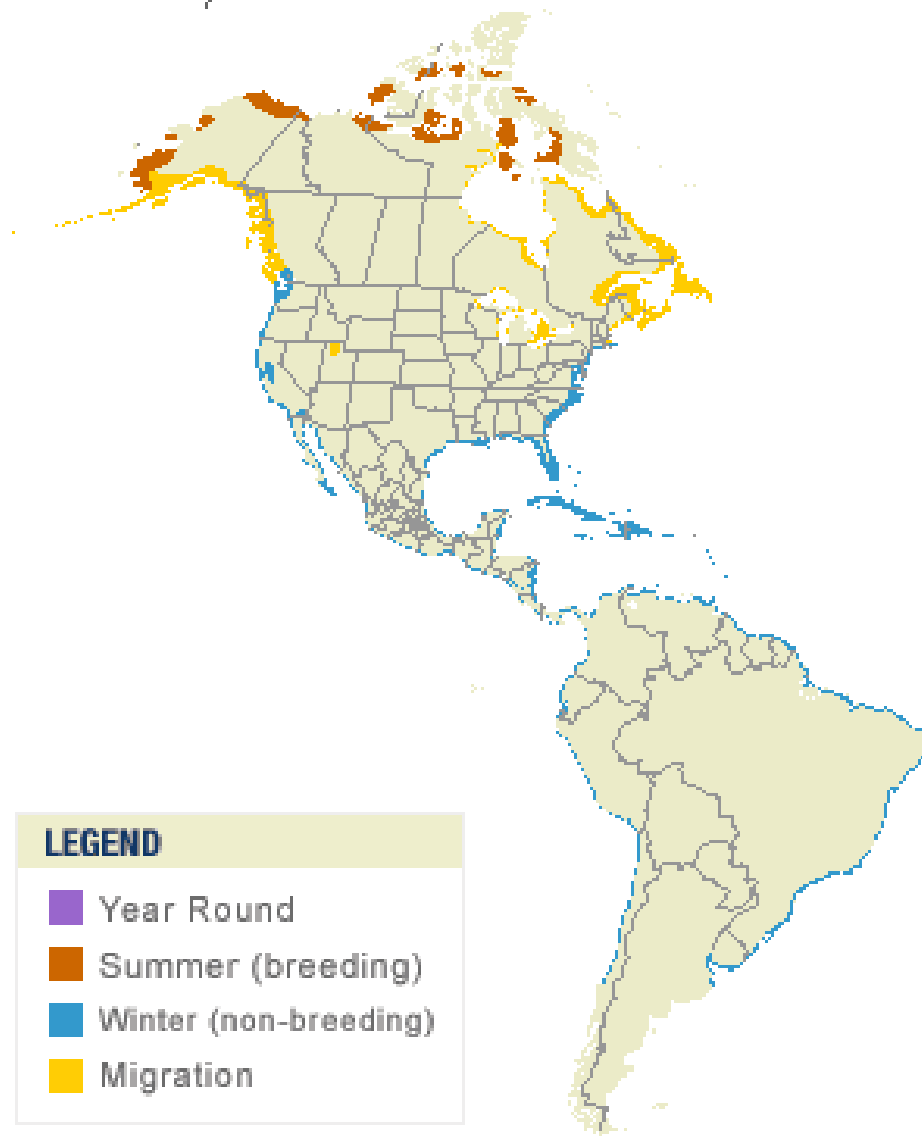 LEGEND
Year Round
Summer (breeding)
Winter (non-breeding)
Migration